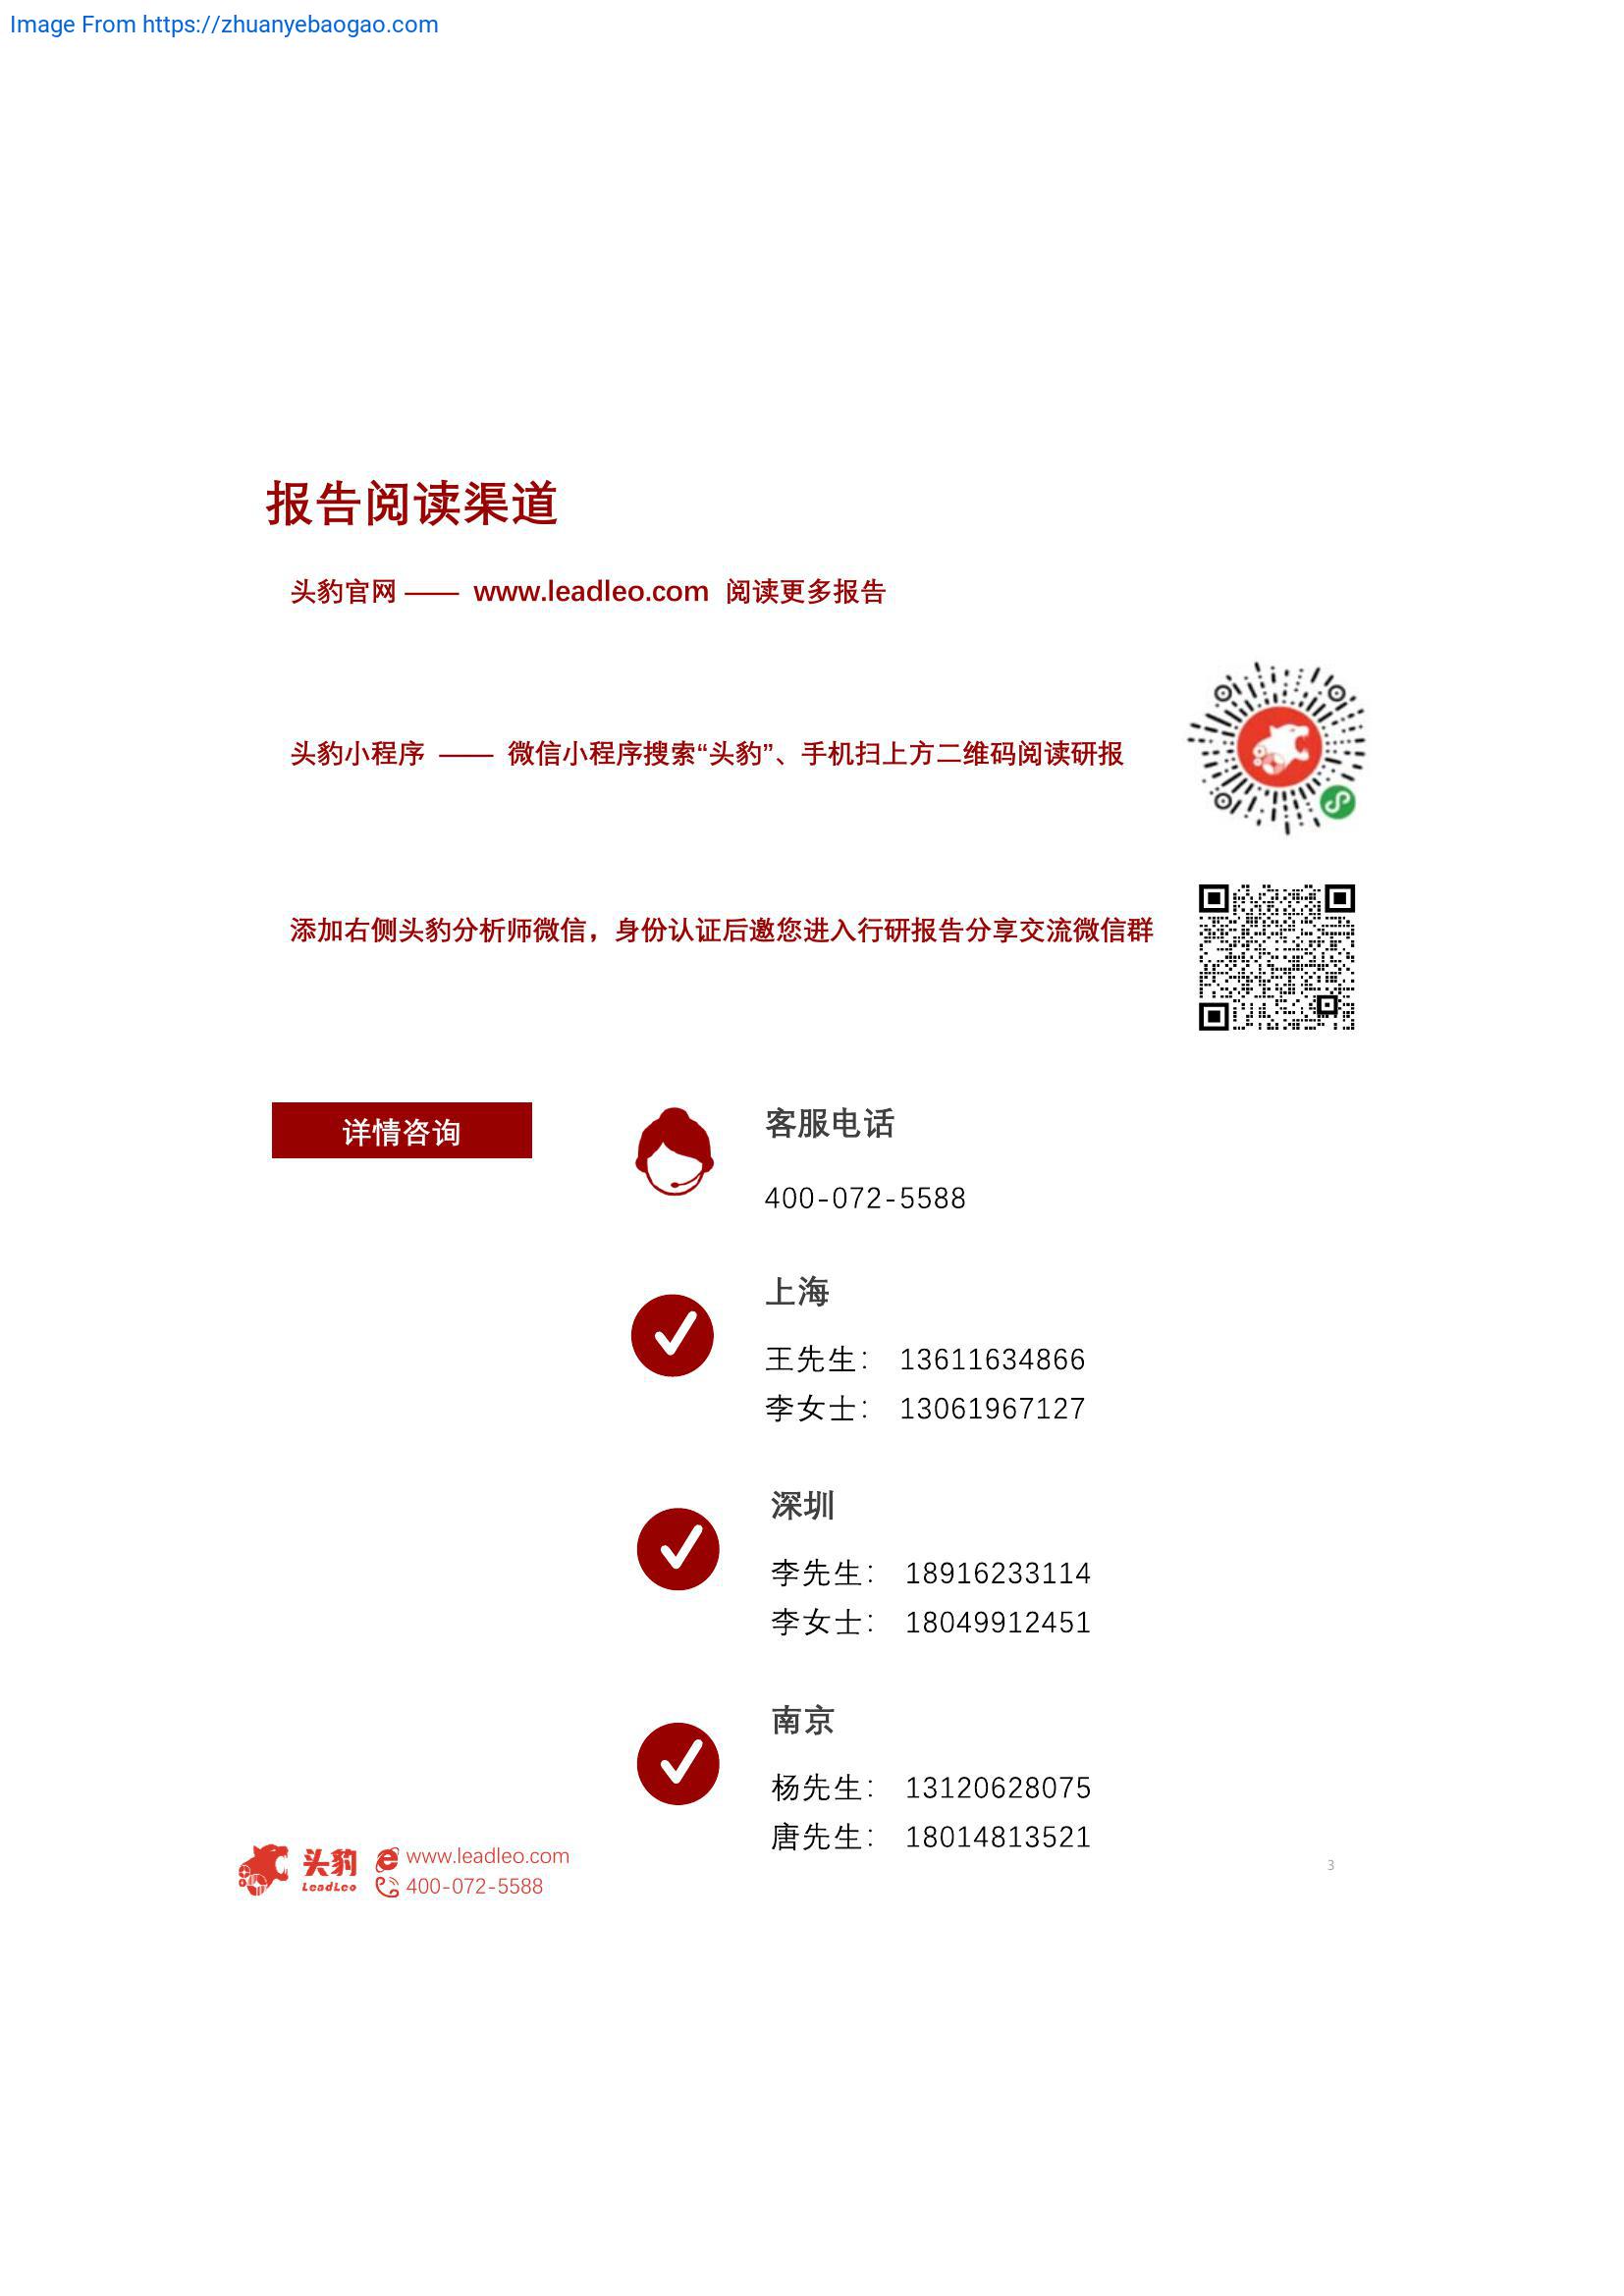 Image From https://zhuanyebaogao.com
报告阅读渠道
头豹官网 —— www.leadleo.com 阅读更多报告
头豹小程序 —— 微信小程序搜索“头豹”、手机扫上方二维码阅读研报
添加右侧头豹分析师微信，身份认证后邀您进入行研报告分享交流微信群
详情咨询
客服电话
400-072-5588
上海
王先生： 13611634866
李女士： 13061967127
深圳
李先生： 18916233114
李女士： 18049912451
南京
杨先生： 13120628075
唐先生： 18014813521
头豹
LeadLeo
www.leadleo.com
400-072-5588
3